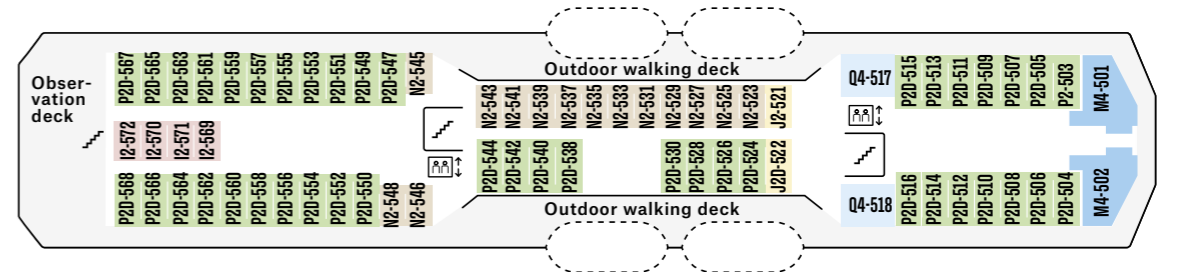 Obser-
vation
deck
P2D-567
P2D-565
P2D-563
P2D-561
P2D-559
P2D-557
P2D-555
P2D-553
P2D-551
P2D-549
P2D-547
N2-545
I2-572
I2-570
I2-571
I2-569
P2D-568
P2D-566
P2D-564
P2D-562
P2D-560
P2D-558
P2D-556
P2D-554
P2D-552
P2D-550
N2-548
N2-546
Outdoor walking deck
N2-543
N2-541
N2-539
N2-537
N2-535
N2-533
N2-531
N2-529
N2-527
N2-525
N2-523
J2-521
P2D-544
P2D-542
P2D-540
P2D-538
P2D-530
P2D-528
P2D-526
P2D-524
J2D-522
Outdoor walking deck
Q4-517
P2D-515
P2D-513
P2D-511
P2D-509
P2D-507
P2D-505
P2-503
M4-501
Q4-518
P2D-516
P2D-514
P2D-512
P2D-510
P2D-508
P2D-506
P2D-504
M4-502